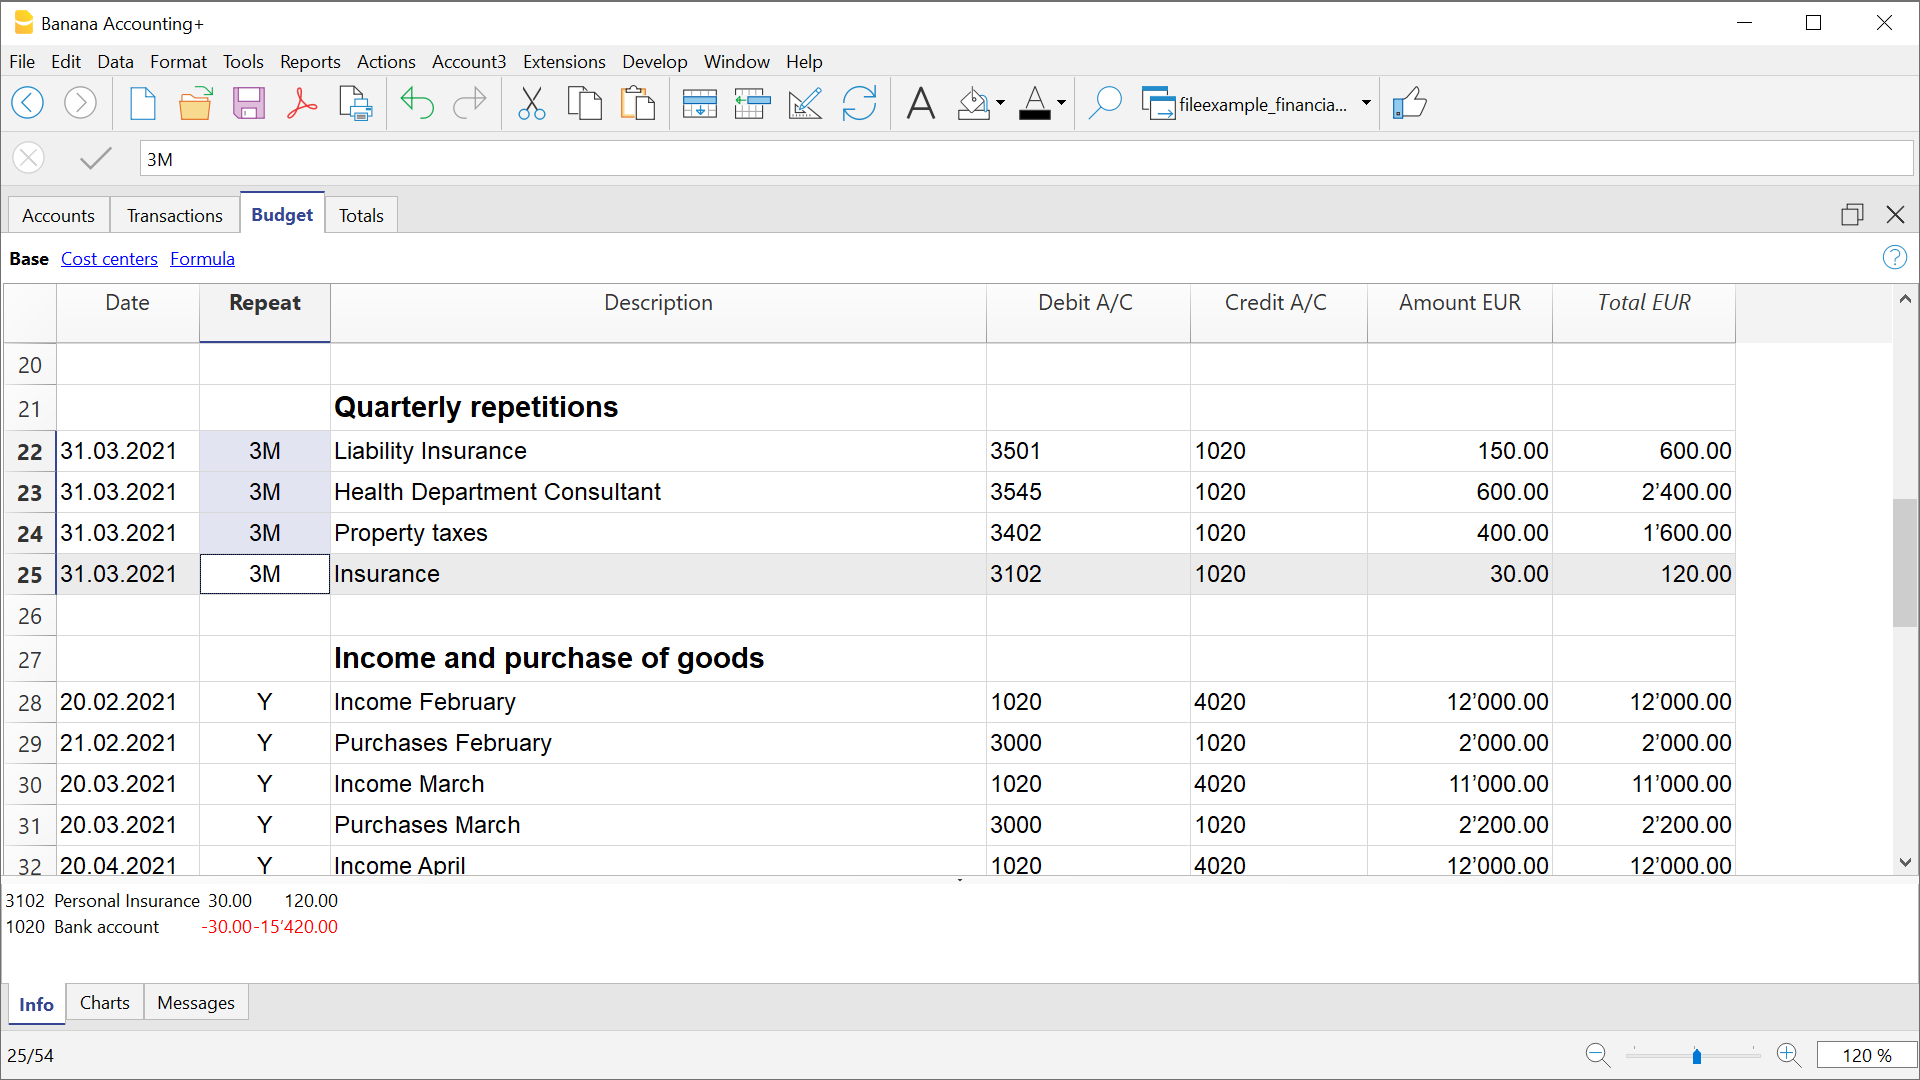 Banana Accounting+
File Edit Data Format Tools Reports Actions Account3 Extensions Develop Window Help
fileexample_financia...
3M
Accounts Transactions Budget Totals
Base Cost centers Formula
Date Repeat Description Debit A/C Credit A/C Amount EUR Total EUR
20
21 Quarterly repetitions
22 31.03.2021 3M Liability Insurance 3501 1020 150.00 600.00
23 31.03.2021 3M Health Department Consultant 3545 1020 600.00 2’400.00
24 31.03.2021 3M Property taxes 3402 1020 400.00 1’600.00
25 31.03.2021 3M Insurance 3102 1020 30.00 120.00
26
27 Income and purchase of goods
28 20.02.2021 Y Income February 1020 4020 12’000.00 12’000.00
29 21.02.2021 Y Purchases February 3000 1020 2’000.00 2’000.00
30 20.03.2021 Y Income March 1020 4020 11’000.00 11’000.00
31 20.03.2021 Y Purchases March 3000 1020 2’200.00 2’200.00
32 20.04.2021 Y Income April 1020 4020 12’000.00 12’000.00
3102 Personal Insurance 30.00 120.00
1020 Bank account -30.00 -15’420.00
Info Charts Messages
25/54
120 %